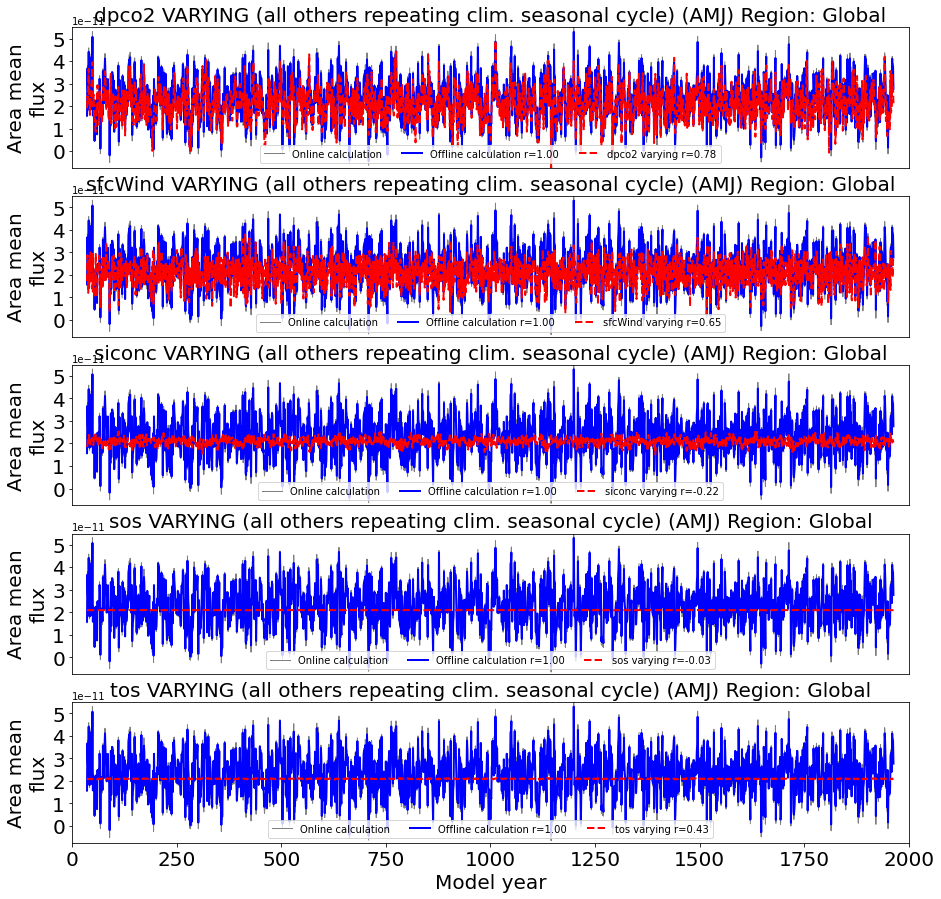 dpco2 VARYING (all others repeating clim. seasonal cycle) (AMJ) Region: Global
1e−11
5
4
3
2
1
0
Area mean
flux
Online calculation Offline calculation r=1.00 dpco2 varying r=0.78
sfcWind VARYING (all others repeating clim. seasonal cycle) (AMJ) Region: Global
1e−11
5
4
3
2
1
0
Area mean
flux
Online calculation Offline calculation r=1.00 sfcWind varying r=0.65
siconc VARYING (all others repeating clim. seasonal cycle) (AMJ) Region: Global
1e−11
5
4
3
2
1
0
Area mean
flux
Online calculation Offline calculation r=1.00 siconc varying r=-0.22
sos VARYING (all others repeating clim. seasonal cycle) (AMJ) Region: Global
1e−11
5
4
3
2
1
0
Area mean
flux
Online calculation Offline calculation r=1.00 sos varying r=-0.03
tos VARYING (all others repeating clim. seasonal cycle) (AMJ) Region: Global
1e−11
5
4
3
2
1
0
Area mean
flux
Online calculation Offline calculation r=1.00 tos varying r=0.43
0 250 500 750 1000 1250 1500 1750 2000
Model year